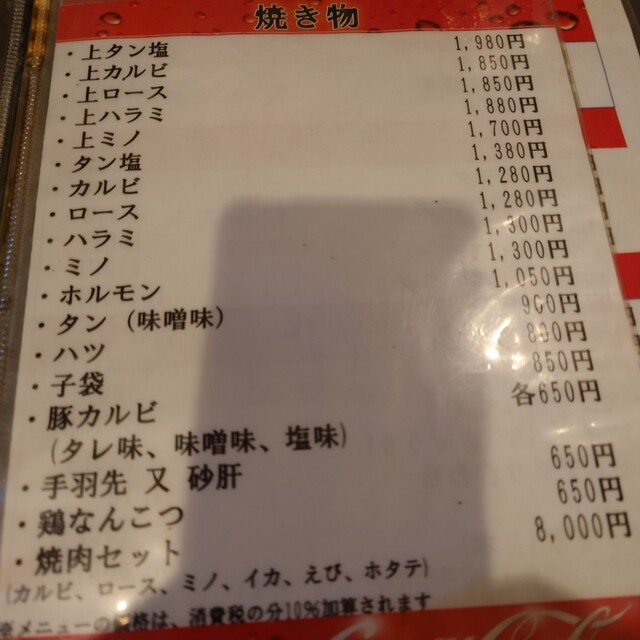 焼き物
・上タン塩 1,980円
・上カルビ 1,850円
・上ロース 1,850円
・上ハラミ 1,880円
・上ミノ 1,700円
・タン塩 1,380円
・カルビ 1,280円
・ロース 1,280円
・ハラミ 1,300円
・ミノ 1,300円
・ホルモン 1,050円
・タン（味噌味） 900円
・ハツ
・子袋 850円
・豚カルビ 各650円
(タレ味、味噌味、塩味)
・手羽先 又 砂肝 650円
・鶏なんこつ 650円
・焼肉セット 8,000円
(カルビ、ロース、ミノ、イカ、えび、ホタテ)
※メニューの価格は、消費税の分10%加算されます